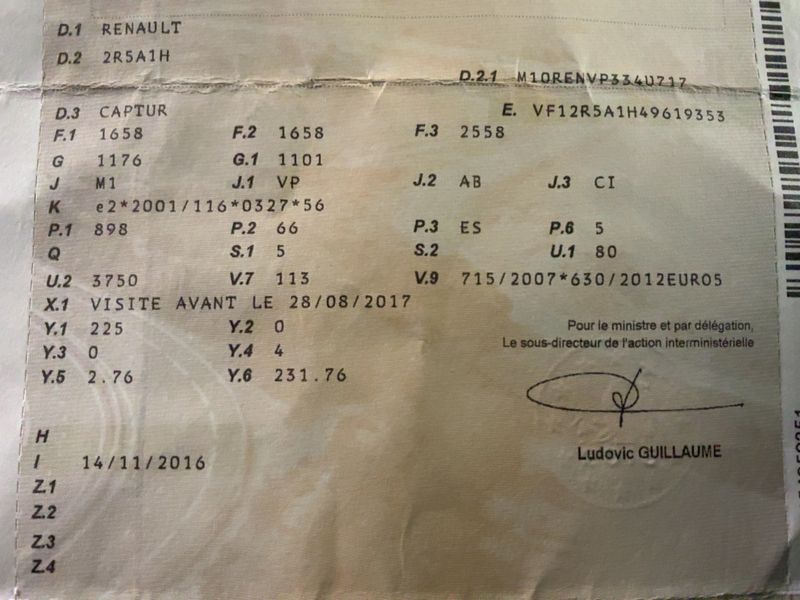 D.1 RENAULT
D.2 2R5A1H
D.2.1 M10RENVP334U717
D.3 CAPTUR E. VF12R5A1H49619353
F.1 1658 F.2 1658 F.3 2558
G 1176 G.1 1101
J M1 J.1 VP J.2 AB J.3 CI
K e2*2001/116*0327*56
P.1 898 P.2 66 P.3 ES P.6 5
Q S.1 5 S.2 U.1 80
U.2 3750 V.7 113 V.9 715/2007*630/2012EURO5
X.1 VISITE AVANT LE 28/08/2017
Y.1 225 Y.2 0
Y.3 0 Y.4 4
Y.5 2.76 Y.6 231.76
Pour le ministre et par délégation,
Le sous-directeur de l'action interministérielle
Ludovic GUILLAUME
H
I 14/11/2016
Z.1
Z.2
Z.3
Z.4